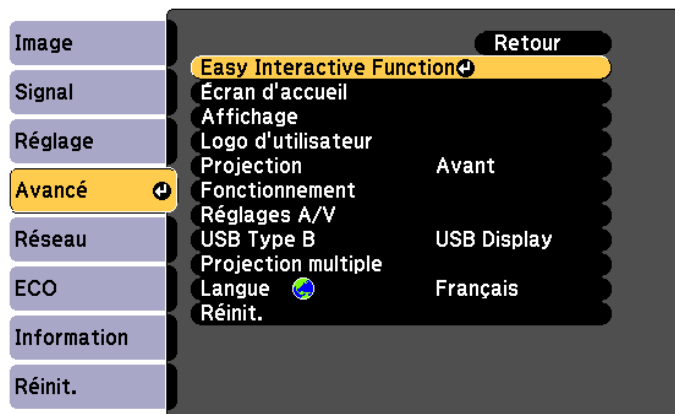 Image
Signal
Réglage
Avancé
Réseau
ECO
Information
Réinit.
Retour
Easy Interactive Function
Écran d'accueil
Affichage
Logo d'utilisateur
Projection Avant
Fonctionnement
Réglages A/V
USB Type B USB Display
Projection multiple
Langue Français
Réinit.